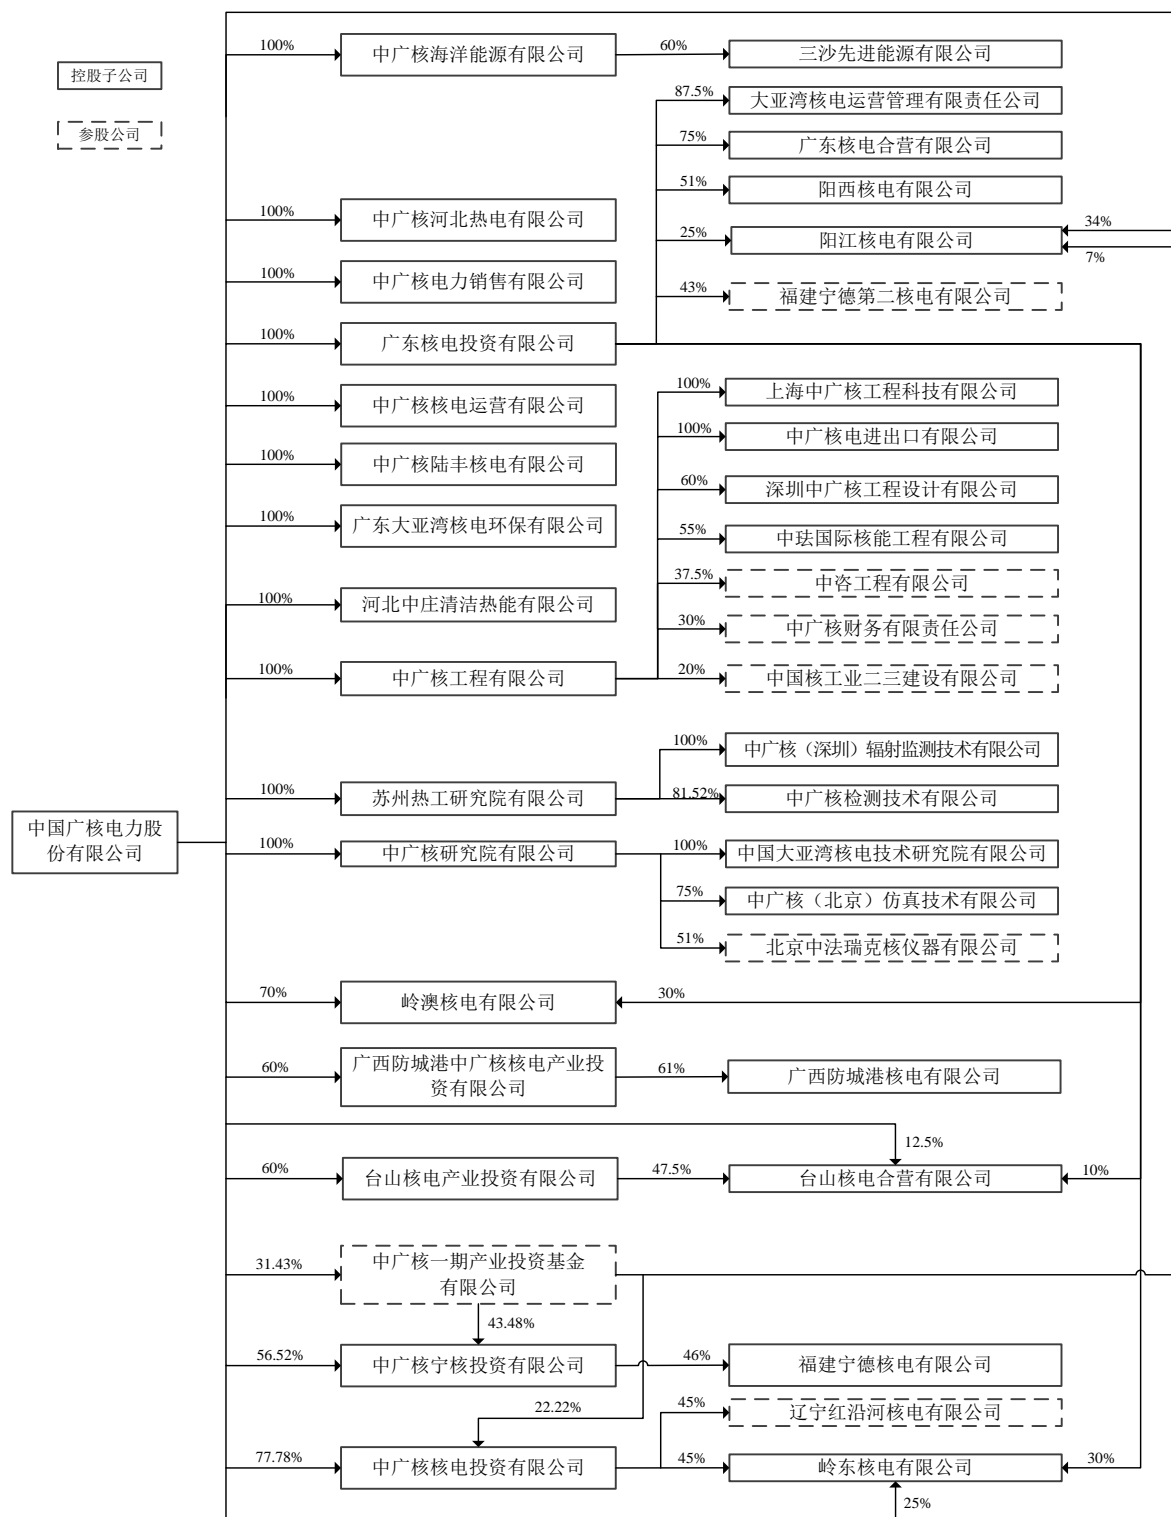 100%
中广核海洋能源有限公司
60%
三沙先进能源有限公司
控股子公司
87.5%
大亚湾核电运营管理有限责任公司
参股公司
75%
广东核电合营有限公司
51%
阳西核电有限公司
100%
中广核河北热电有限公司
25%
阳江核电有限公司
34%
7%
100%
中广核电力销售有限公司
43%
福建宁德第二核电有限公司
100%
广东核电投资有限公司
100%
上海中广核工程科技有限公司
100%
中广核核电运营有限公司
100%
中广核电进出口有限公司
100%
中广核陆丰核电有限公司
60%
深圳中广核工程设计有限公司
100%
广东大亚湾核电环保有限公司
55%
中珐国际核能工程有限公司
37.5%
中咨工程有限公司
100%
河北中庄清洁热能有限公司
30%
中广核财务有限责任公司
100%
中广核工程有限公司
20%
中国核工业二三建设有限公司
100%
中广核（深圳）辐射监测技术有限公司
100%
苏州热工研究院有限公司
81.52%
中广核检测技术有限公司
中国广核电力股
份有限公司
100%
中广核研究院有限公司
100%
中国大亚湾核电技术研究院有限公司
75%
中广核（北京）仿真技术有限公司
51%
北京中法瑞克核仪器有限公司
70%
岭澳核电有限公司
30%
60%
广西防城港中广核核电产业投
资有限公司
61%
广西防城港核电有限公司
12.5%
60%
台山核电产业投资有限公司
47.5%
台山核电合营有限公司
10%
31.43%
中广核一期产业投资基金
有限公司
43.48%
56.52%
中广核宁核投资有限公司
46%
福建宁德核电有限公司
22.22%
45%
辽宁红沿河核电有限公司
77.78%
中广核核电投资有限公司
45%
岭东核电有限公司
30%
25%